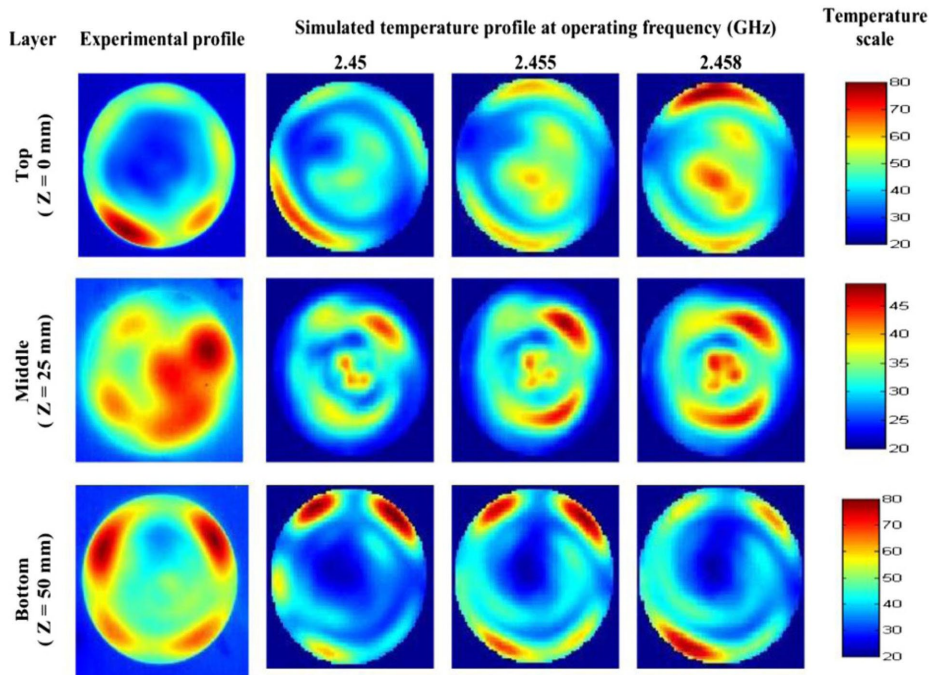 Layer Experimental profile Simulated temperature profile at operating frequency (GHz) Temperature scale
2.45 2.455 2.458
Top
( Z = 0 mm)
80
70
60
50
40
30
20
Middle
( Z = 25 mm)
45
40
35
30
25
20
Bottom
( Z = 50 mm)
80
70
60
50
40
30
20